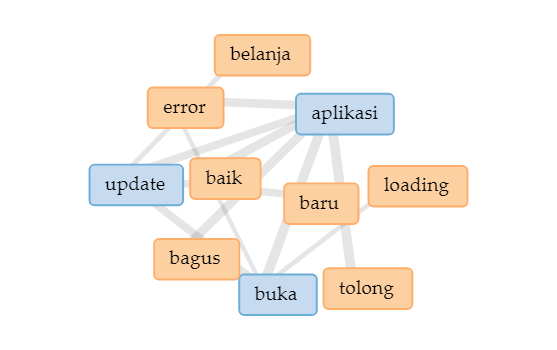 belanja
error
aplikasi
update
baik
baru
loading
bagus
buka
tolong